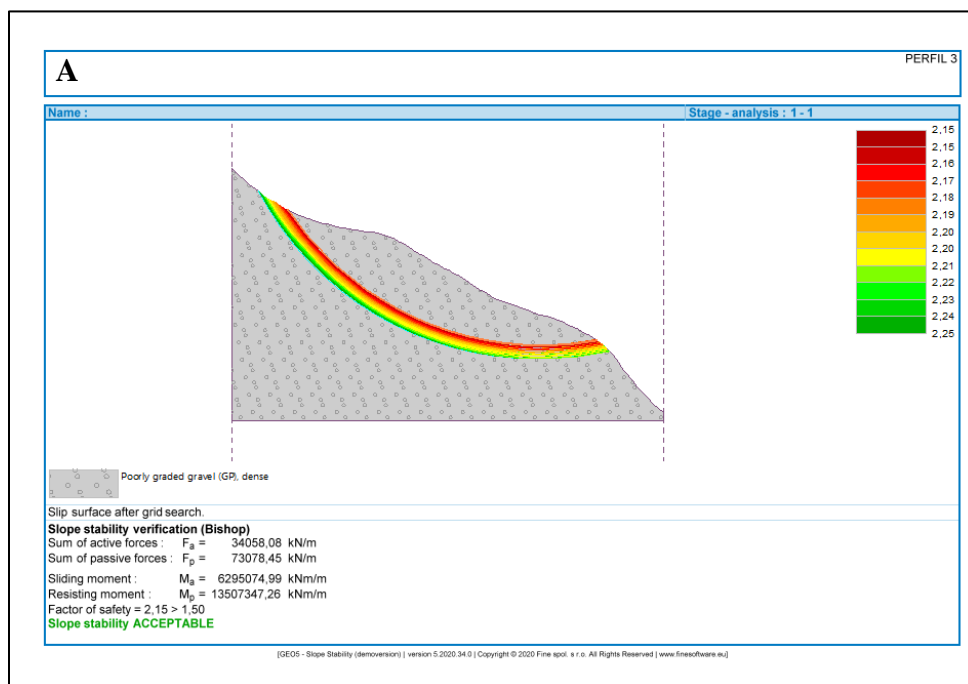 A
PERFIL 3
Name :
Stage - analysis : 1 - 1
2,15
2,15
2,16
2,17
2,18
2,19
2,20
2,20
2,21
2,22
2,23
2,24
2,25
Poorly graded gravel (GP), dense
Slip surface after grid search.
Slope stability verification (Bishop)
Sum of active forces : Fa = 34058,08 kN/m
Sum of passive forces : Fp = 73078,45 kN/m
Sliding moment : Ma = 6295074,99 kNm/m
Resisting moment : Mp = 13507347,26 kNm/m
Factor of safety = 2,15 > 1,50
Slope stability ACCEPTABLE
[GEO5 - Slope Stability (demoversion) | version 5.2020.34.0 | Copyright © 2020 Fine spol. s r.o. All Rights Reserved | www.finesoftware.eu]